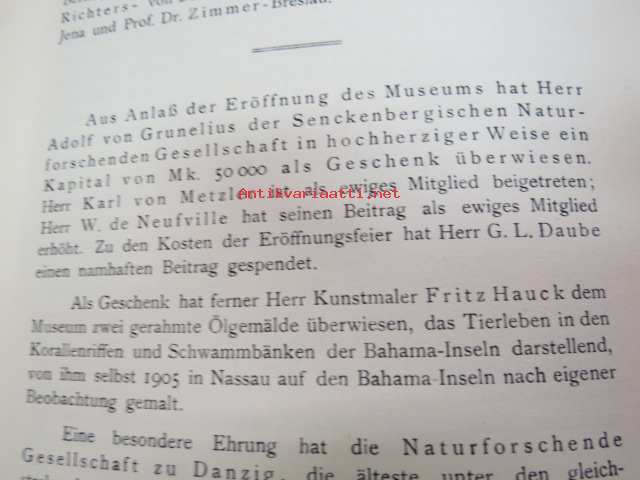 Richters- von
Jena und Prof. Dr. Zimmer-Breslau.
Aus Anlaß der Eröffnung des Museums hat Herr
Adolf von Grunelius der Senckenbergischen Natur-
forschenden Gesellschaft in hochherziger Weise ein
Kapital von Mk. 50000 als Geschenk überwiesen.
Herr Karl von Metzler ist als ewiges Mitglied beigetreten;
Antikvariaatti.net
Herr W. de Neufville hat seinen Beitrag als ewiges Mitglied
erhöht. Zu den Kosten der Eröffnungsfeier hat Herr G. L. Daube
einen namhaften Beitrag gespendet.
Als Geschenk hat ferner Herr Kunstmaler Fritz Hauck dem
Museum zwei gerahmte Ölgemälde überwiesen, das Tierleben in den
Korallenriffen und Schwammbänken der Bahama-Inseln darstellend,
von ihm selbst 1905 in Nassau auf den Bahama-Inseln nach eigener
Beobachtung gemalt.
Eine besondere Ehrung hat die Naturforschende
Gesellschaft zu Danzig, die älteste unter den gleich-